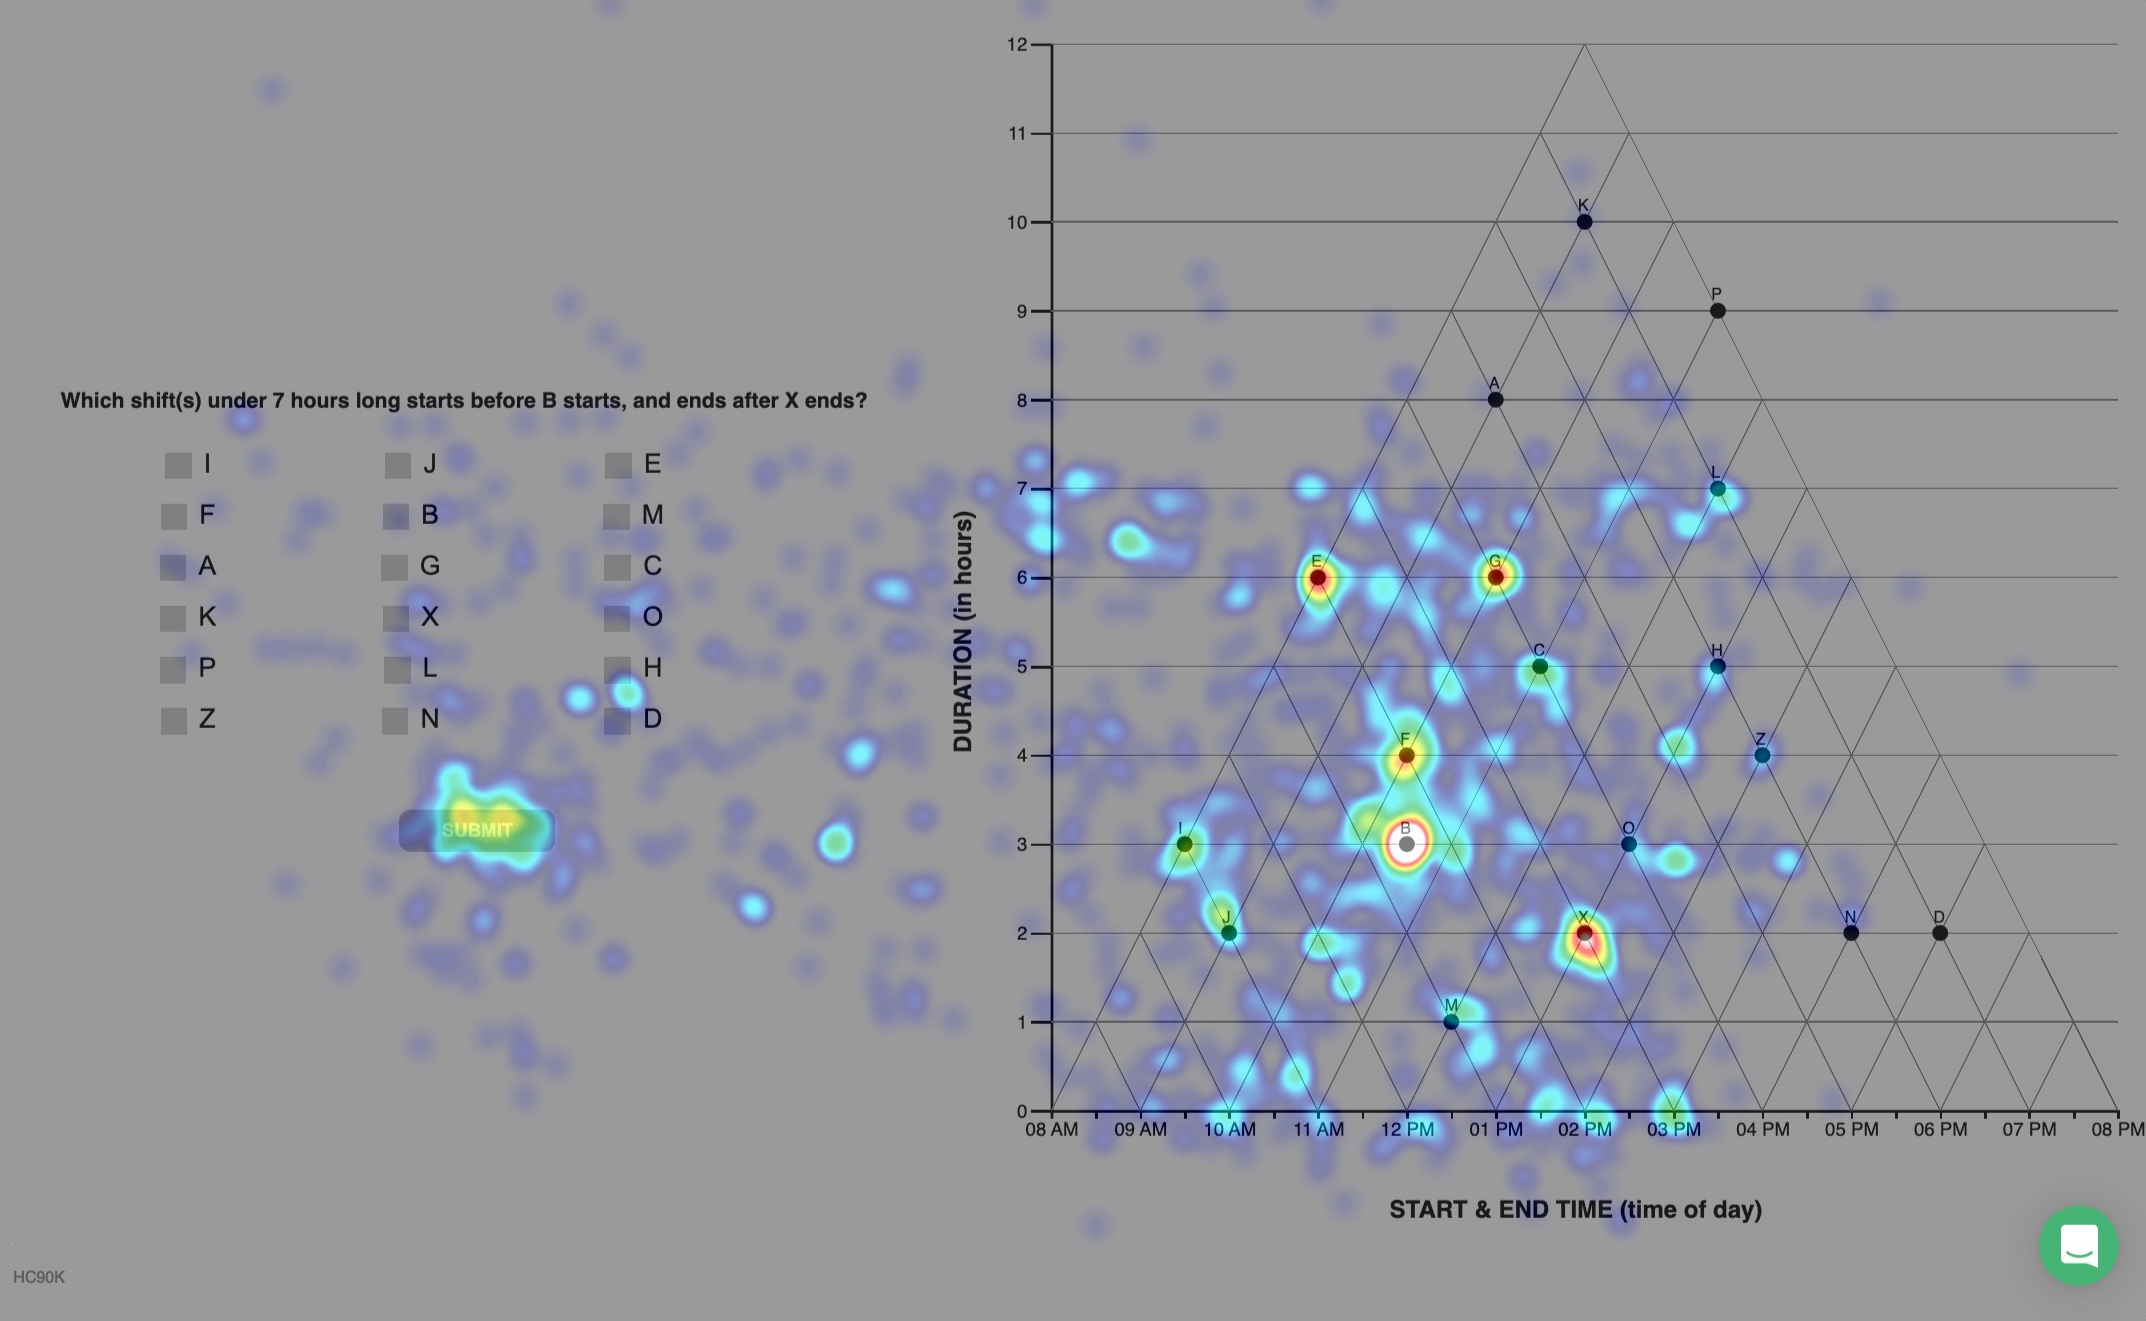 12
11
K
10
P
9
A
8
Which shift(s) under 7 hours long starts before B starts, and ends after X ends?
I J E
F B M
A G C
K X O
P L H
Z N D
SUBMIT
L
7
E G
6
C H
5
F Z
4
I B O
3
J X N D
2
M
1
0
08 AM 09 AM 10 AM 11 AM 12 PM 01 PM 02 PM 03 PM 04 PM 05 PM 06 PM 07 PM 08 PM
DURATION (in hours)
START & END TIME (time of day)
HC90K